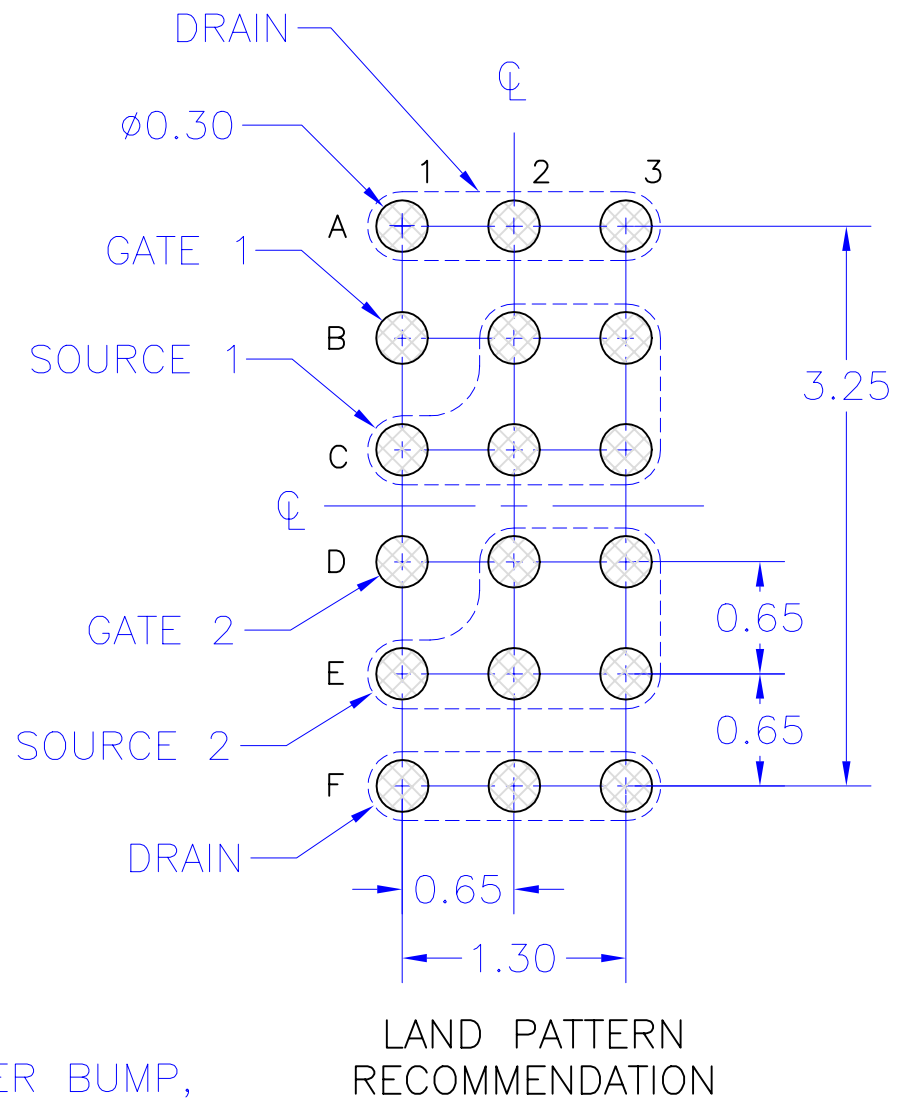 DRAIN
℄
ø0.30
1 2 3
A
GATE 1
B
SOURCE 1
3.25
C
℄
D
0.65
GATE 2
E
SOURCE 2
0.65
F
DRAIN
0.65
1.30
LAND PATTERN
RECOMMENDATION
ER BUMP,